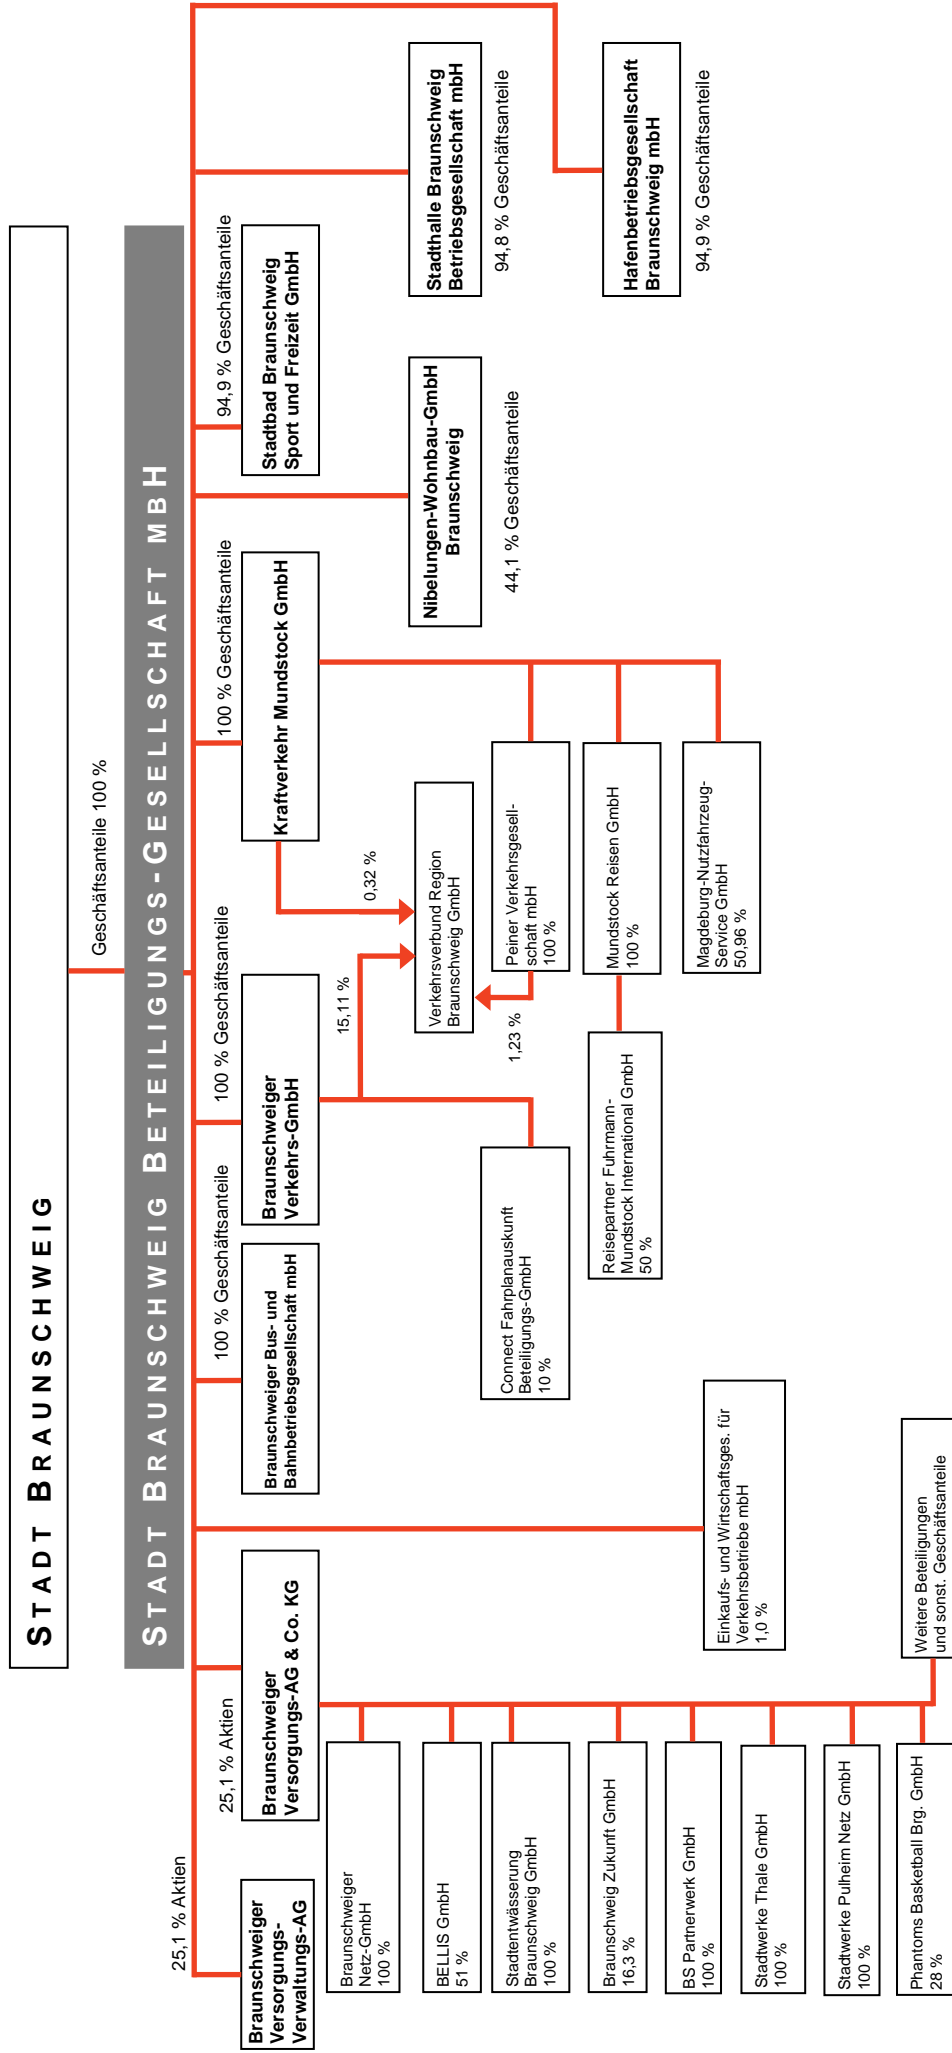 STADT BRAUNSCHWEIG
Geschäftsanteile 100 %
STADT BRAUNSCHWEIG BETEILIGUNGS-GESELLSCHAFT MBH
25,1 % Aktien
Braunschweiger
Versorgungs-
Verwaltungs-AG
25,1 % Aktien
Braunschweiger
Versorgungs-AG & Co. KG
100 % Geschäftsanteile
Braunschweiger Bus- und
Bahnbetriebsgesellschaft mbH
100 % Geschäftsanteile
Braunschweiger
Verkehrs-GmbH
100 % Geschäftsanteile
Kraftverkehr Mundstock GmbH
94,9 % Geschäftsanteile
Stadtbad Braunschweig
Sport und Freizeit GmbH
Braunschweiger
Netz-GmbH
100 %
BELLIS GmbH
51 %
Stadtentwässerung
Braunschweig GmbH
100 %
Braunschweig Zukunft GmbH
16,3 %
BS Partnerwerk GmbH
100 %
Stadtwerke Thale GmbH
100 %
Stadtwerke Pulheim Netz GmbH
100 %
Phantoms Basketball Brg. GmbH
28 %
Weitere Beteiligungen
und sonst. Geschäftsanteile
Einkaufs- und Wirtschaftsges. für
Verkehrsbetriebe mbH
1,0 %
Connect Fahrplanauskunft
Beteiligungs-GmbH
10 %
15,11 %
0,32 %
Verkehrsverbund Region
Braunschweig GmbH
1,23 %
Peiner Verkehrsgesell-
schaft mbH
100 %
Reisepartner Fuhrmann-
Mundstock International GmbH
50 %
Mundstock Reisen GmbH
100 %
Magdeburg-Nutzfahrzeug-
Service GmbH
50,96 %
Nibelungen-Wohnbau-GmbH
Braunschweig
44,1 % Geschäftsanteile
Stadthalle Braunschweig
Betriebsgesellschaft mbH
94,8 % Geschäftsanteile
Hafenbetriebsgesellschaft
Braunschweig mbH
94,9 % Geschäftsanteile